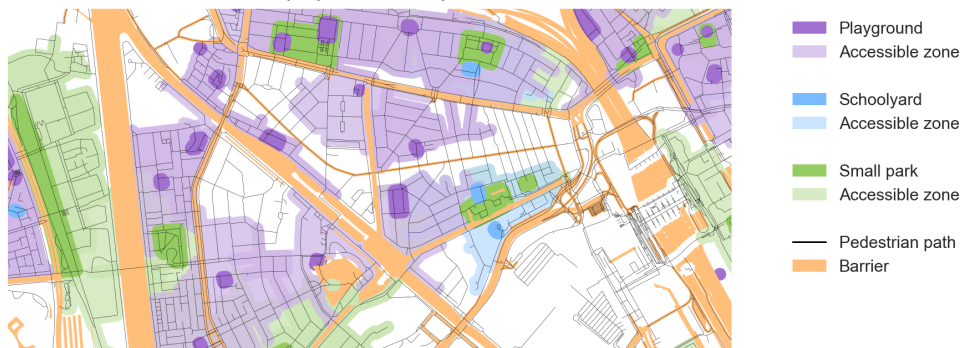 Playground
Accessible zone
Schoolyard
Accessible zone
Small park
Accessible zone
Pedestrian path
Barrier